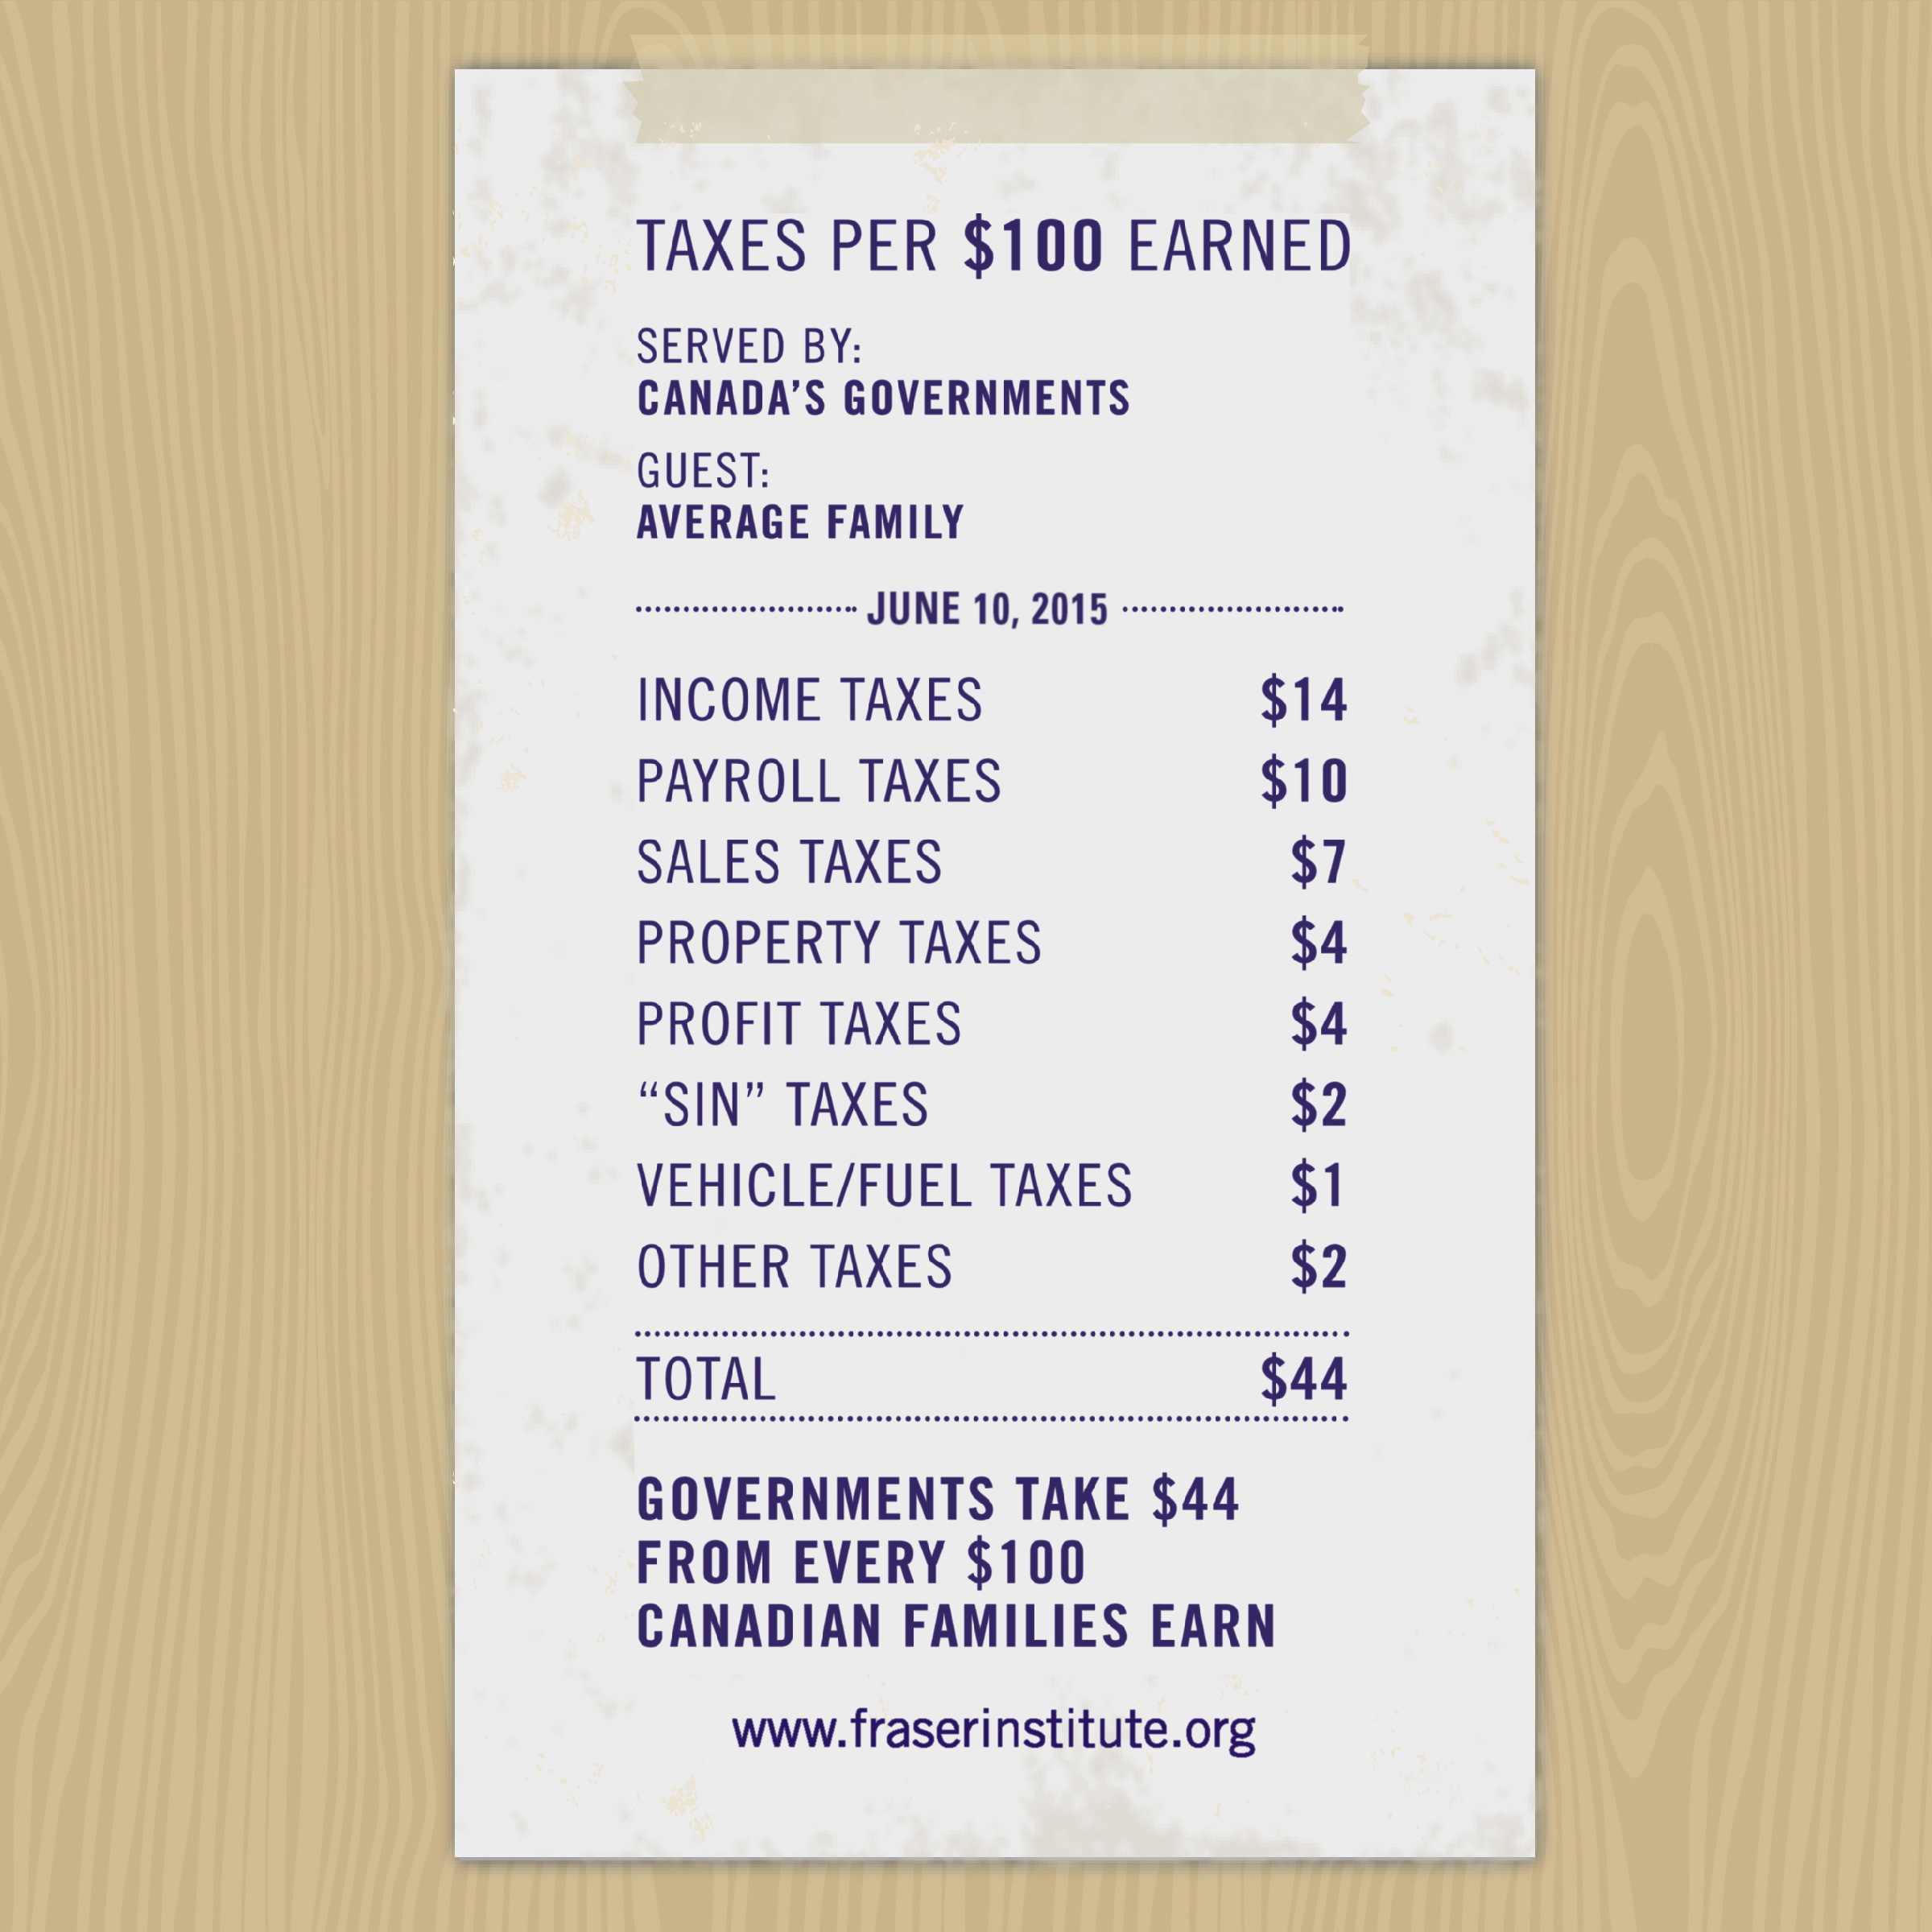 TAXES PER $100 EARNED
SERVED BY:
CANADA'S GOVERNMENTS
GUEST:
AVERAGE FAMILY
JUNE 10, 2015
INCOME TAXES $14
PAYROLL TAXES $10
SALES TAXES $7
PROPERTY TAXES $4
PROFIT TAXES $4
“SIN” TAXES $2
VEHICLE/FUEL TAXES $1
OTHER TAXES $2
TOTAL $44
GOVERNMENTS TAKE $44
FROM EVERY $100
CANADIAN FAMILIES EARN
www.fraserinstitute.org